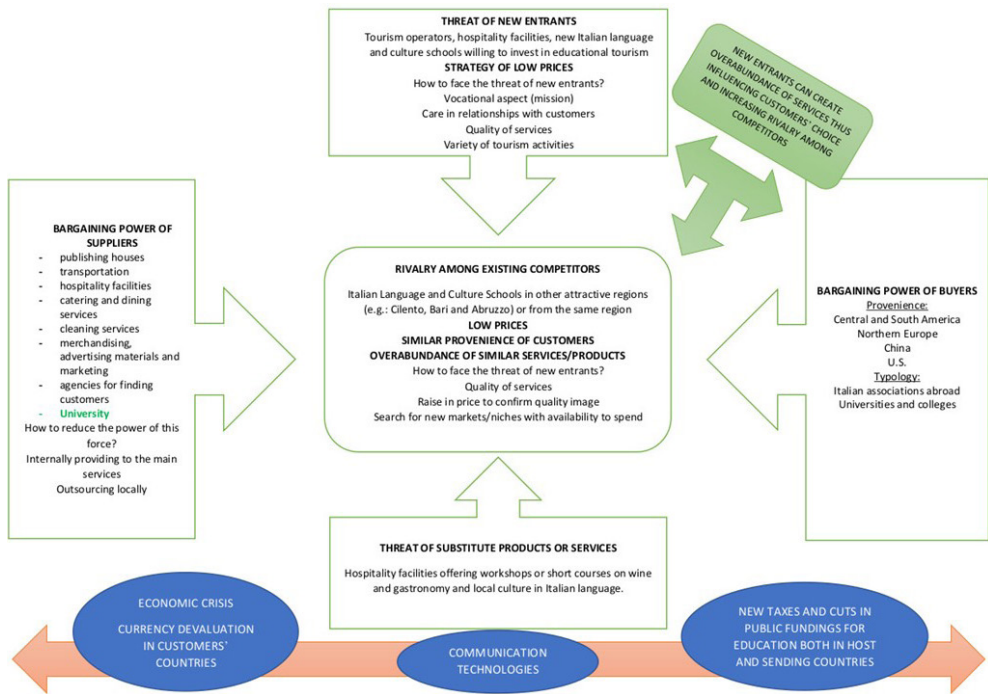 THREAT OF NEW ENTRANTS
Tourism operators, hospitality facilities, new Italian language
and culture schools willing to invest in educational tourism
STRATEGY OF LOW PRICES
How to face the threat of new entrants?
Vocational aspect (mission)
Care in relationships with customers
Quality of services
Variety of tourism activities
NEW ENTRANTS CAN CREATE
OVERABUNDANCE OF SERVICES THUS
INFLUENCING CUSTOMERS' CHOICE
AND INCREASING RIVALRY AMONG
COMPETITORS
BARGAINING POWER OF
SUPPLIERS
- publishing houses
- transportation
- hospitality facilities
- catering and dining
services
- cleaning services
- merchandising,
advertising materials and
marketing
- agencies for finding
customers
- University
How to reduce the power of this
force?
Internally providing to the main
services
Outsourcing locally
RIVALRY AMONG EXISTING COMPETITORS
Italian Language and Culture Schools in other attractive regions
(e.g.: Cilento, Bari and Abruzzo) or from the same region
LOW PRICES
SIMILAR PROVENIENCE OF CUSTOMERS
OVERABUNDANCE OF SIMILAR SERVICES/PRODUCTS
How to face the threat of new entrants?
Quality of services
Raise in price to confirm quality image
Search for new markets/niches with availability to spend
BARGAINING POWER OF BUYERS
Provenience:
Central and South America
Northern Europe
China
U.S.
Typology:
Italian associations abroad
Universities and colleges
THREAT OF SUBSTITUTE PRODUCTS OR SERVICES
Hospitality facilities offering workshops or short courses on wine
and gastronomy and local culture in Italian language.
ECONOMIC CRISIS
CURRENCY DEVALUATION
IN CUSTOMERS'
COUNTRIES
COMMUNICATION
TECHNOLOGIES
NEW TAXES AND CUTS IN
PUBLIC FUNDINGS FOR
EDUCATION BOTH IN HOST
AND SENDING COUNTRIES